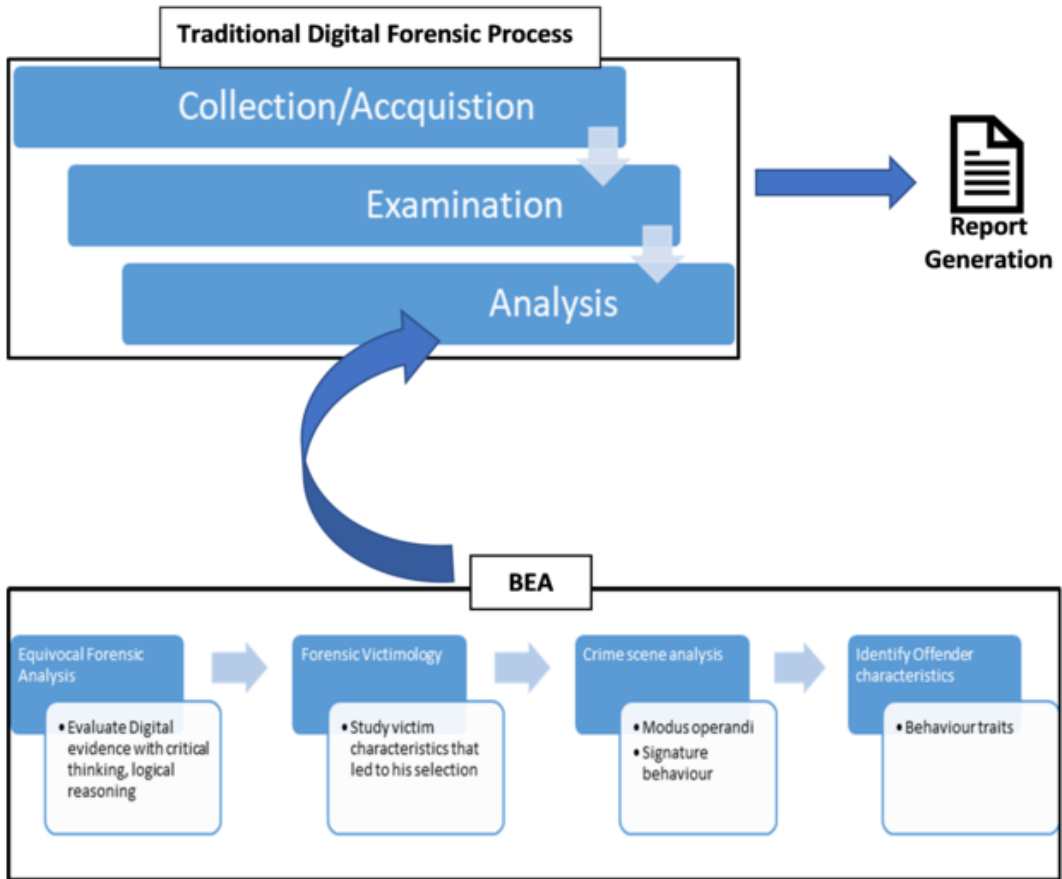 Traditional Digital Forensic Process
Collection/Accquistion
Examination
Analysis
Report
Generation
BEA
Equivocal Forensic
Analysis
• Evaluate Digital
evidence with critical
thinking, logical
reasoning
Forensic Victimology
• Study victim
characteristics that
led to his selection
Crime scene analysis
• Modus operandi
• Signature
behaviour
Identify Offender
characteristics
• Behaviour traits